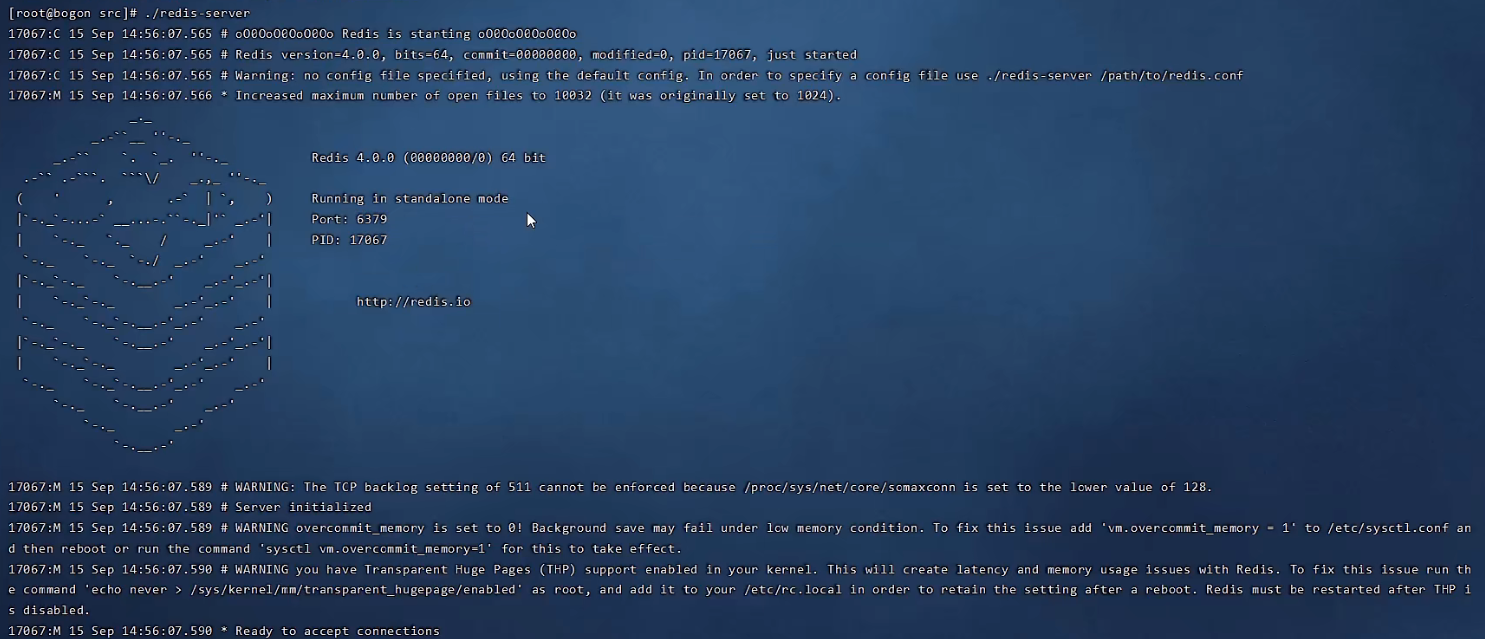 [root@bogon src]# ./redis-server
17067:C 15 Sep 14:56:07.565 # oO0OoO0OoO0Oo Redis is starting oO0OoO0OoO0Oo
17067:C 15 Sep 14:56:07.565 # Redis version=4.0.0, bits=64, commit=00000000, modified=0, pid=17067, just started
17067:C 15 Sep 14:56:07.565 # Warning: no config file specified, using the default config. In order to specify a config file use ./redis-server /path/to/redis.conf
17067:M 15 Sep 14:56:07.566 * Increased maximum number of open files to 10032 (it was originally set to 1024).
Redis 4.0.0 (00000000/0) 64 bit
Running in standalone mode
Port: 6379
PID: 17067
http://redis.io
17067:M 15 Sep 14:56:07.589 # WARNING: The TCP backlog setting of 511 cannot be enforced because /proc/sys/net/core/somaxconn is set to the lower value of 128.
17067:M 15 Sep 14:56:07.589 # Server initialized
17067:M 15 Sep 14:56:07.589 # WARNING overcommit_memory is set to 0! Background save may fail under low memory condition. To fix this issue add 'vm.overcommit_memory = 1' to /etc/sysctl.conf an
d then reboot or run the command 'sysctl vm.overcommit_memory=1' for this to take effect.
17067:M 15 Sep 14:56:07.590 # WARNING you have Transparent Huge Pages (THP) support enabled in your kernel. This will create latency and memory usage issues with Redis. To fix this issue run th
e command 'echo never > /sys/kernel/mm/transparent_hugepage/enabled' as root, and add it to your /etc/rc.local in order to retain the setting after a reboot. Redis must be restarted after THP i
s disabled.
17067:M 15 Sep 14:56:07.590 * Ready to accept connections